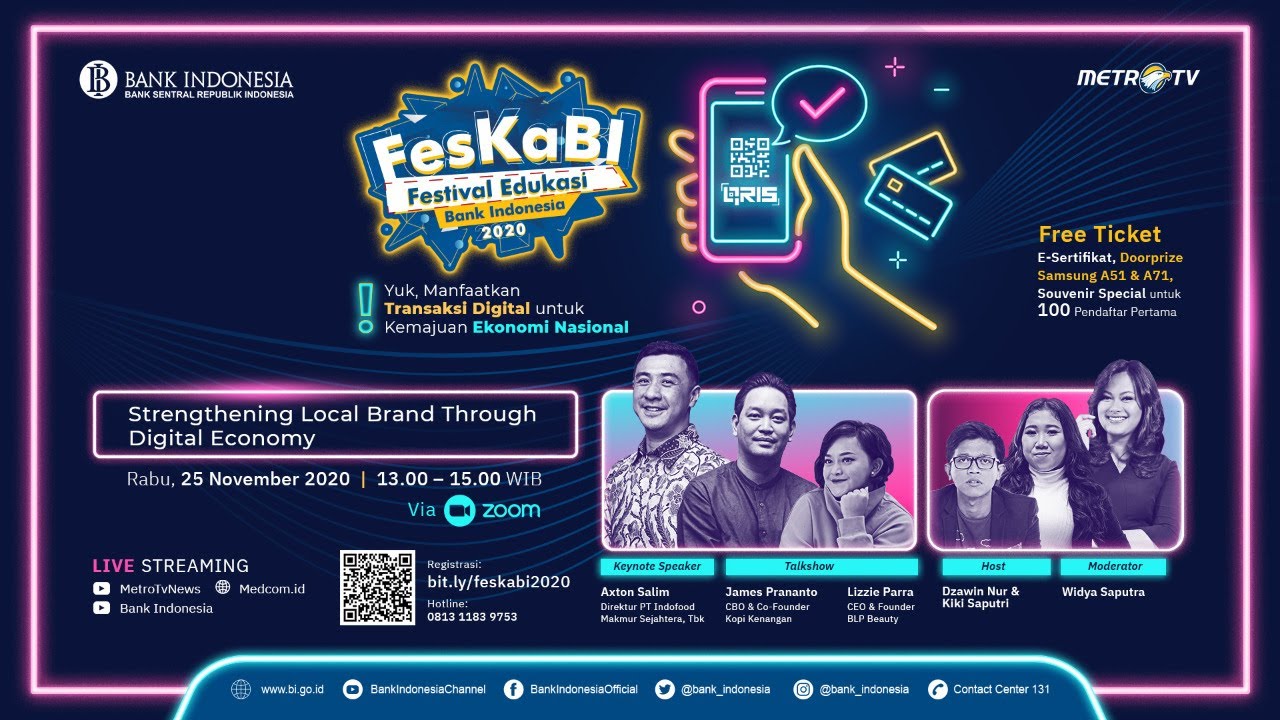 BANK INDONESIA
BANK SENTRAL REPUBLIK INDONESIA
METRO TV
FesKaBI
Festival Edukasi
Bank Indonesia
2020
QRIS
! Yuk, Manfaatkan
Transaksi Digital untuk
Kemajuan Ekonomi Nasional
Free Ticket
E-Sertifikat, Doorprize
Samsung A51 & A71,
Souvenir Special untuk
100 Pendaftar Pertama
Strengthening Local Brand Through
Digital Economy
Rabu, 25 November 2020 | 13.00 – 15.00 WIB
Via zoom
LIVE STREAMING
MetroTvNews Medcom.id
Bank Indonesia
Registrasi:
bit.ly/feskabi2020
Hotline:
0813 1183 9753
Keynote Speaker
Axton Salim
Direktur PT Indofood
Makmur Sejahtera, Tbk
Talkshow
James Prananto
CBO & Co-Founder
Kopi Kenangan
Lizzie Parra
CEO & Founder
BLP Beauty
Host
Dzawin Nur &
Kiki Saputri
Moderator
Widya Saputra
www.bi.go.id BankIndonesiaChannel BankIndonesiaOfficial @bank_indonesia @bank_indonesia Contact Center 131